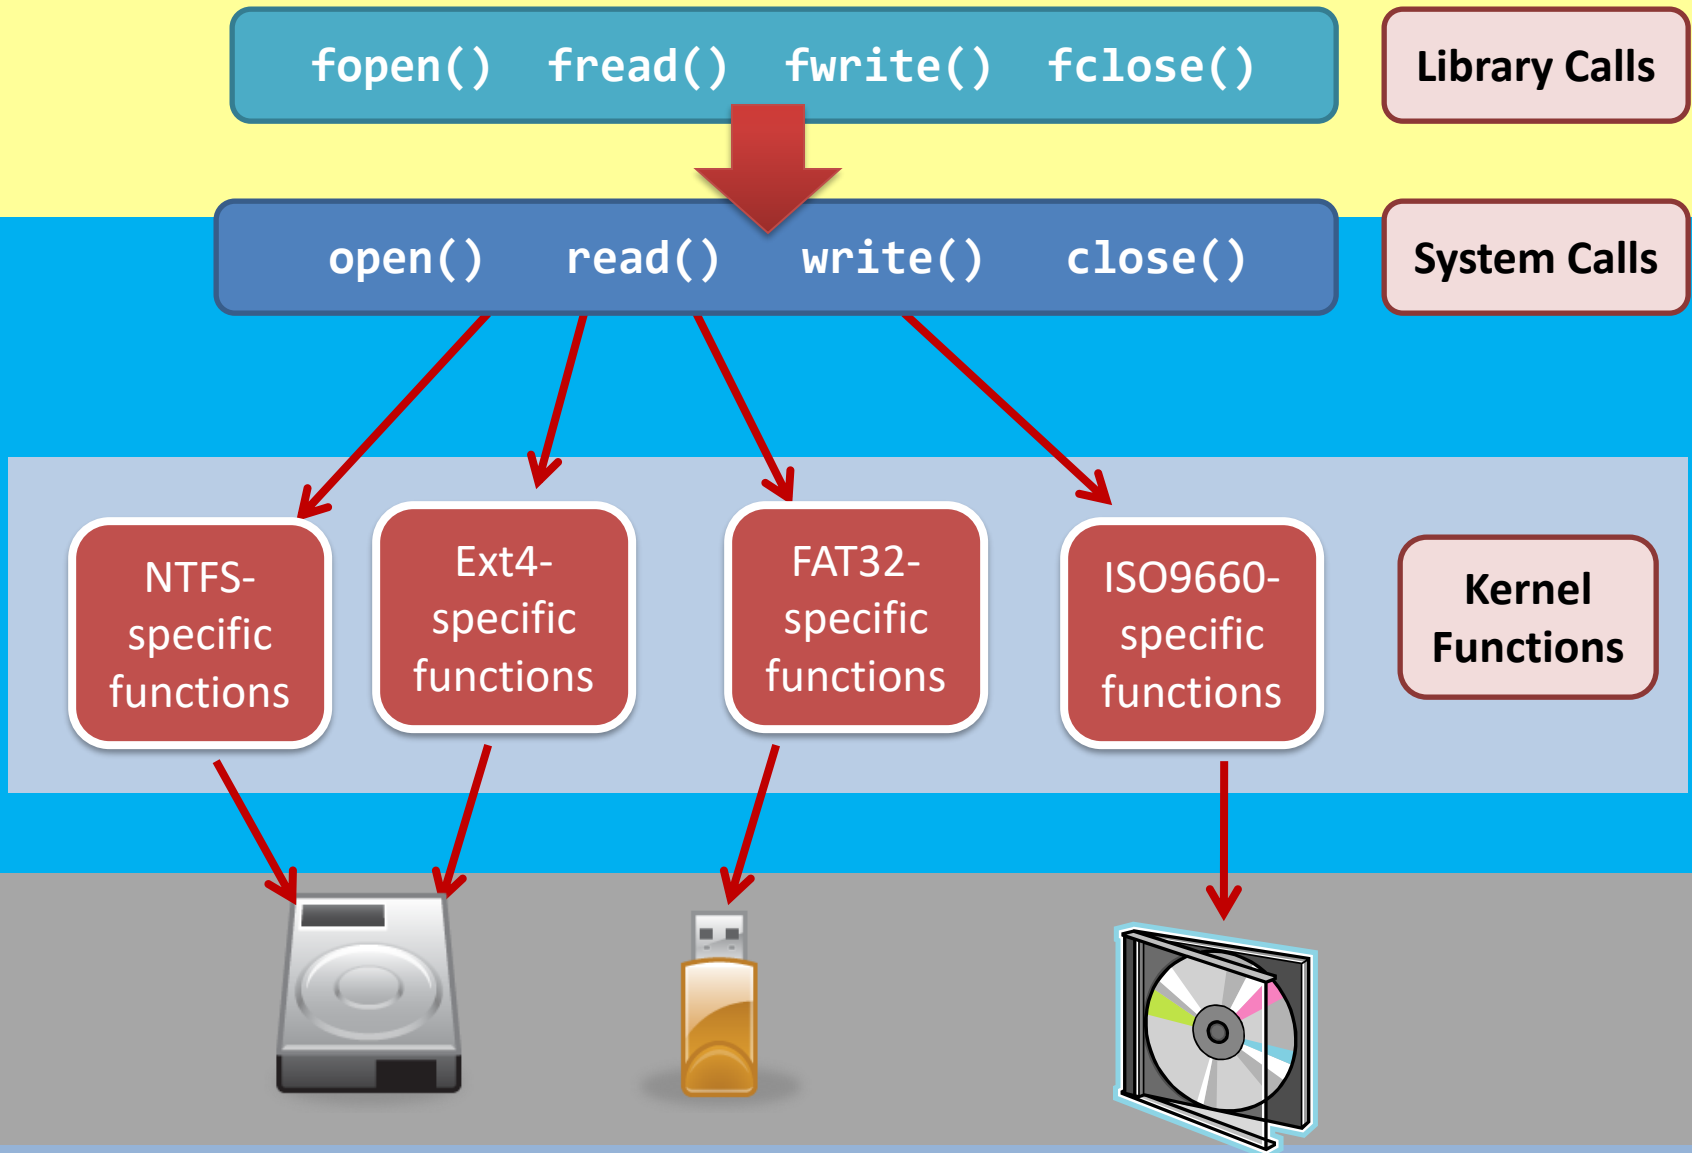 fopen() fread() fwrite() fclose()
Library Calls
open() read() write() close()
System Calls
NTFS-
specific
functions
Ext4-
specific
functions
FAT32-
specific
functions
ISO9660-
specific
functions
Kernel
Functions